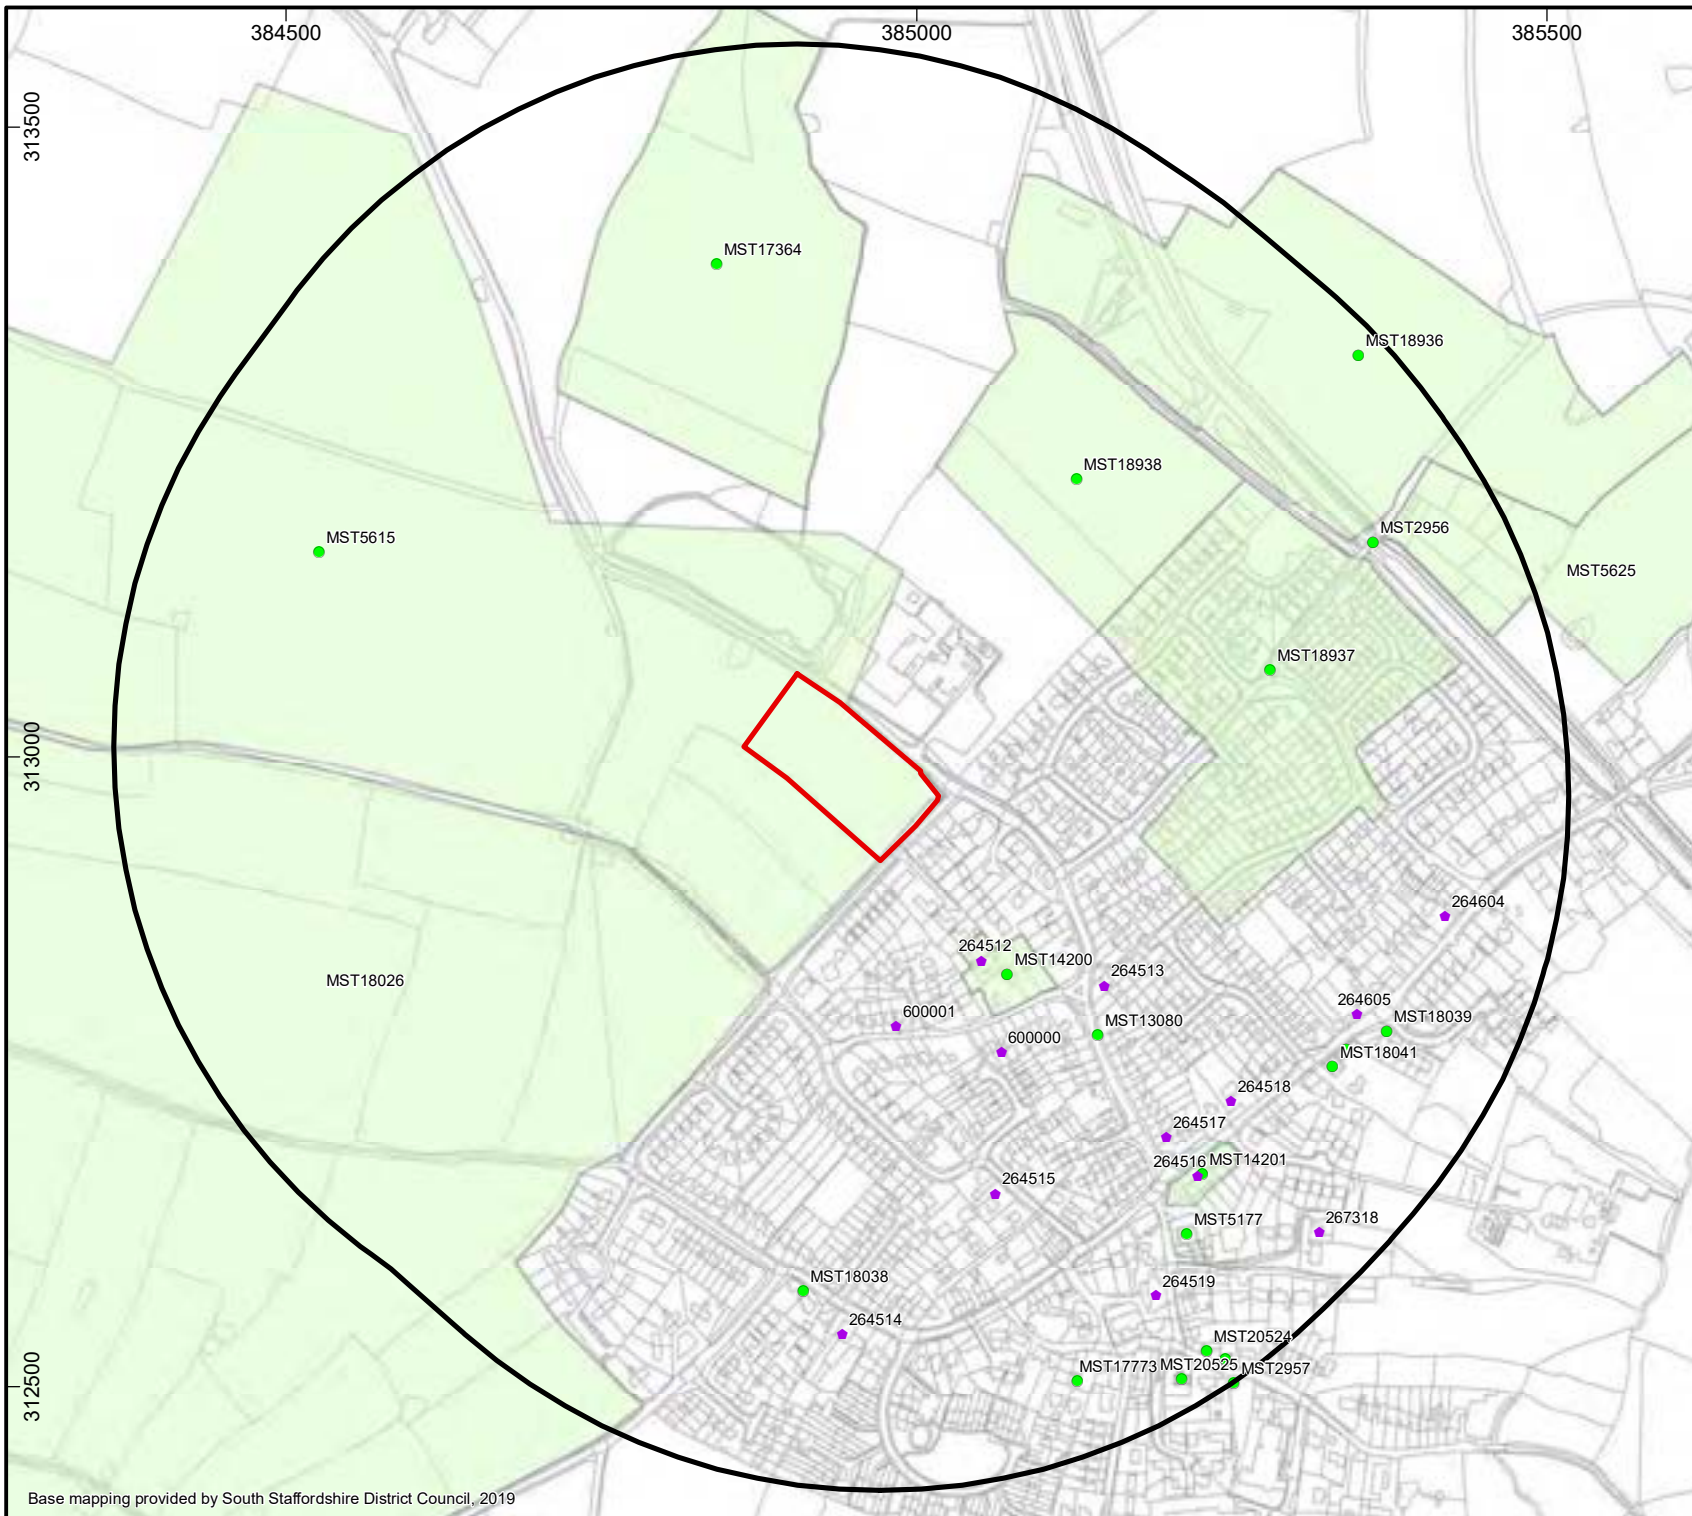 384500
385000
385500
313500
MST17364
MST18936
MST18938
MST2956
MST5615
MST5625
MST18937
313000
264604
264512
MST14200
264513
MST18026
600001
264605
MST18039
MST13080
600000
MST18041
264518
264517
264516
MST14201
264515
MST5177
267318
MST18038
264519
264514
MST20524
MST17773
MST20525
MST2957
312500
Base mapping provided by South Staffordshire District Council, 2019